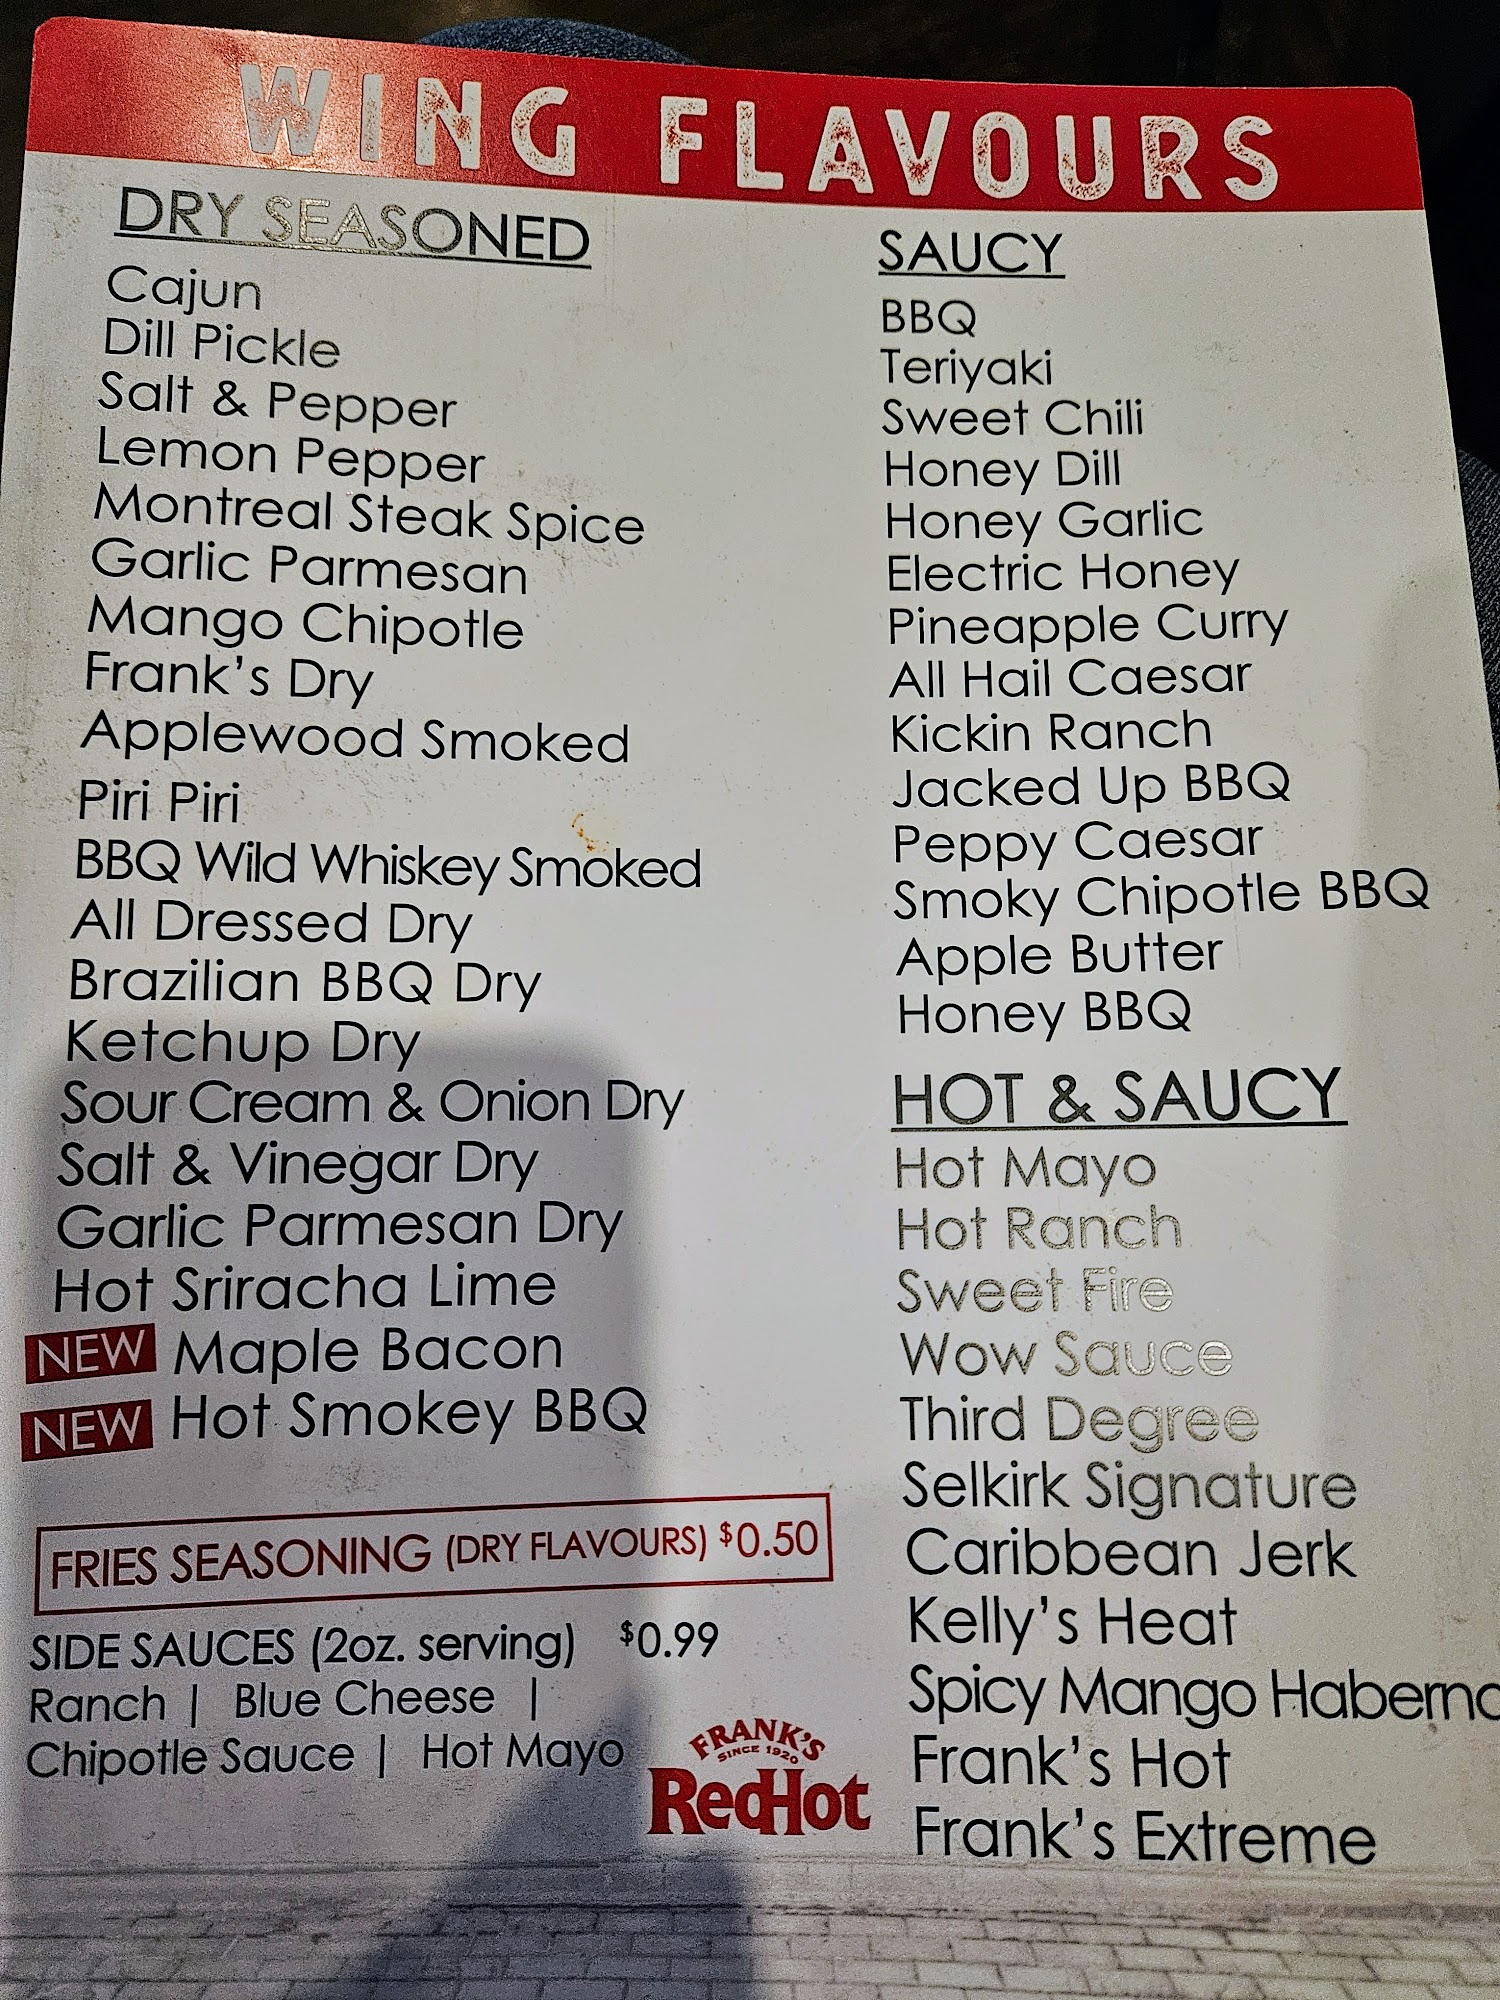 WING FLAVOURS
DRY SEASONED
Cajun
Dill Pickle
Salt & Pepper
Lemon Pepper
Montreal Steak Spice
Garlic Parmesan
Mango Chipotle
Frank's Dry
Applewood Smoked
Piri Piri
BBQ Wild Whiskey Smoked
All Dressed Dry
Brazilian BBQ Dry
Ketchup Dry
Sour Cream & Onion Dry
Salt & Vinegar Dry
Garlic Parmesan Dry
Hot Sriracha Lime
NEW Maple Bacon
NEW Hot Smokey BBQ
FRIES SEASONING (DRY FLAVOURS) $0.50
SIDE SAUCES (2oz. serving) $0.99
Ranch | Blue Cheese |
Chipotle Sauce | Hot Mayo
FRANK'S
SINCE 1920
RedHot
SAUCY
BBQ
Teriyaki
Sweet Chili
Honey Dill
Honey Garlic
Electric Honey
Pineapple Curry
All Hail Caesar
Kickin Ranch
Jacked Up BBQ
Peppy Caesar
Smoky Chipotle BBQ
Apple Butter
Honey BBQ
HOT & SAUCY
Hot Mayo
Hot Ranch
Sweet Fire
Wow Sauce
Third Degree
Selkirk Signature
Caribbean Jerk
Kelly's Heat
Spicy Mango
Frank's Hot
Frank's Extreme